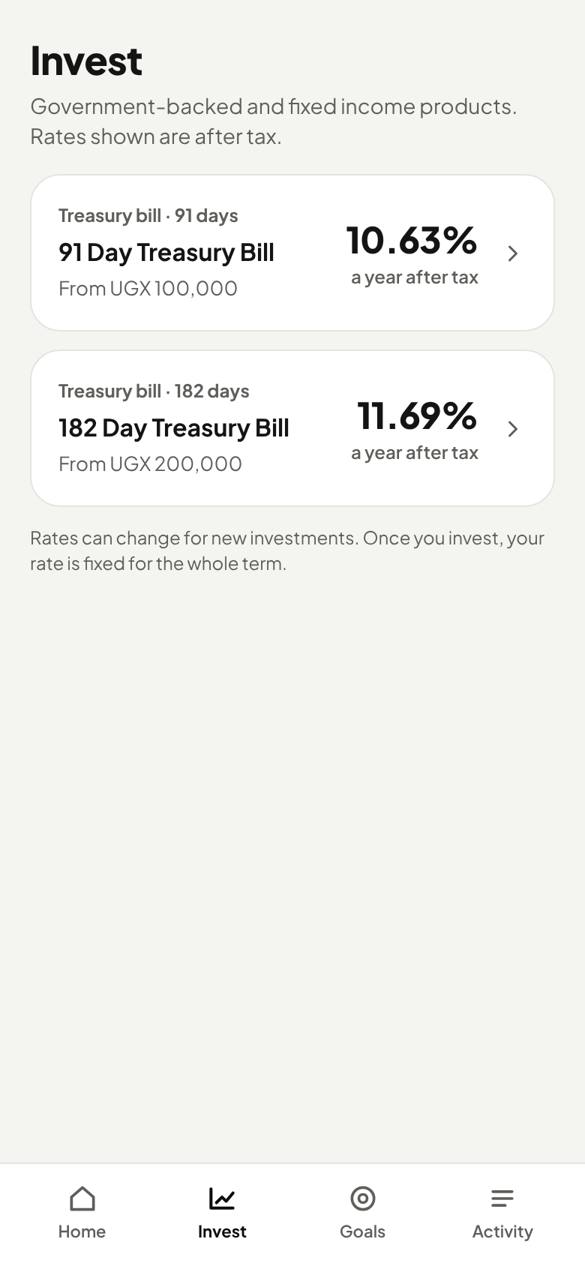 Invest
Government-backed and fixed income products.
Rates shown are after tax.
Treasury bill · 91 days
91 Day Treasury Bill
From UGX 100,000
10.63%
a year after tax
Treasury bill · 182 days
182 Day Treasury Bill
From UGX 200,000
11.69%
a year after tax
Rates can change for new investments. Once you invest, your
rate is fixed for the whole term.
Home
Invest
Goals
Activity